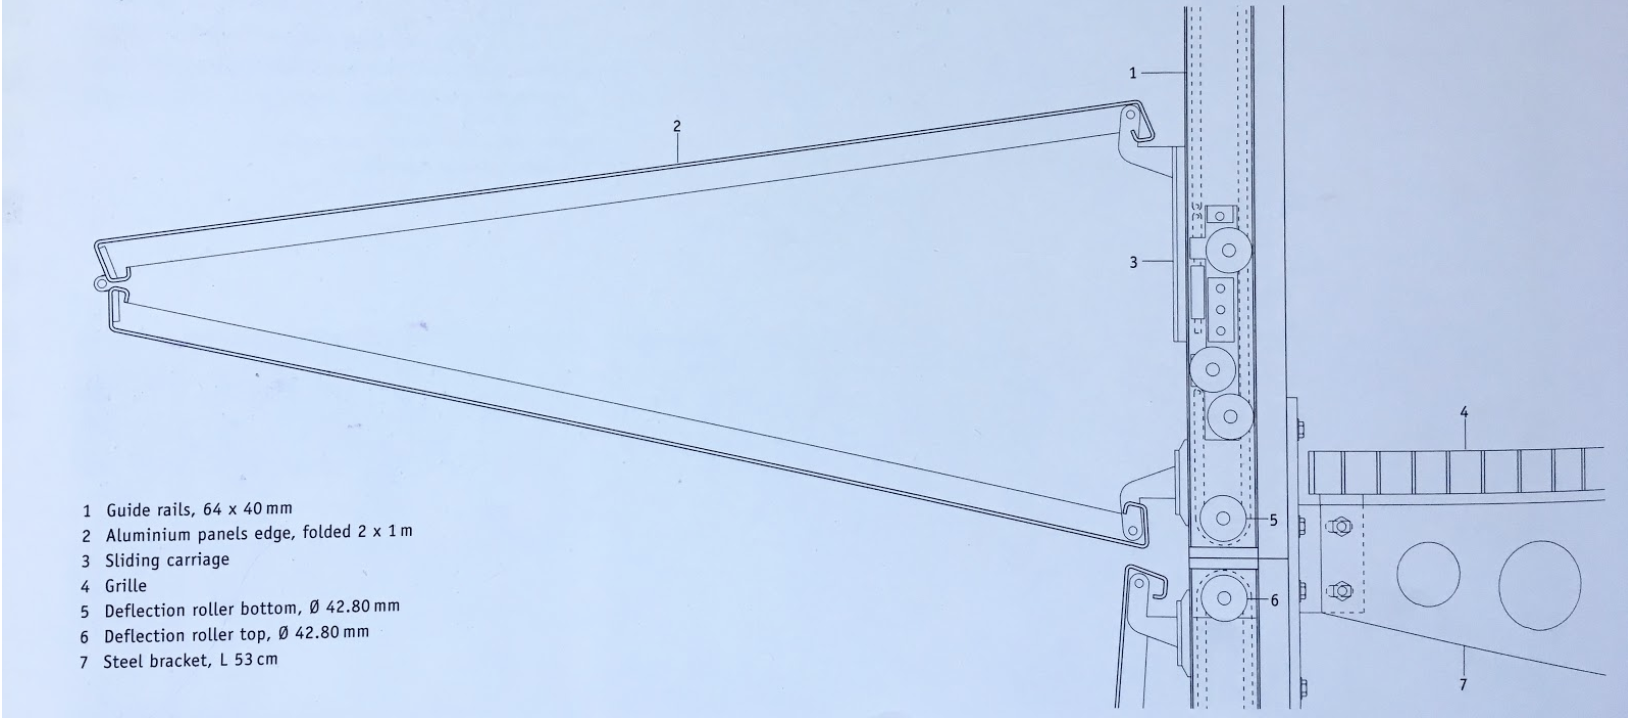 1
2
3
4
1 Guide rails, 64 x 40 mm
2 Aluminium panels edge, folded 2 x 1 m
3 Sliding carriage
4 Grille
5 Deflection roller bottom, Ø 42.80 mm
6 Deflection roller top, Ø 42.80 mm
7 Steel bracket, L 53 cm
5
6
7